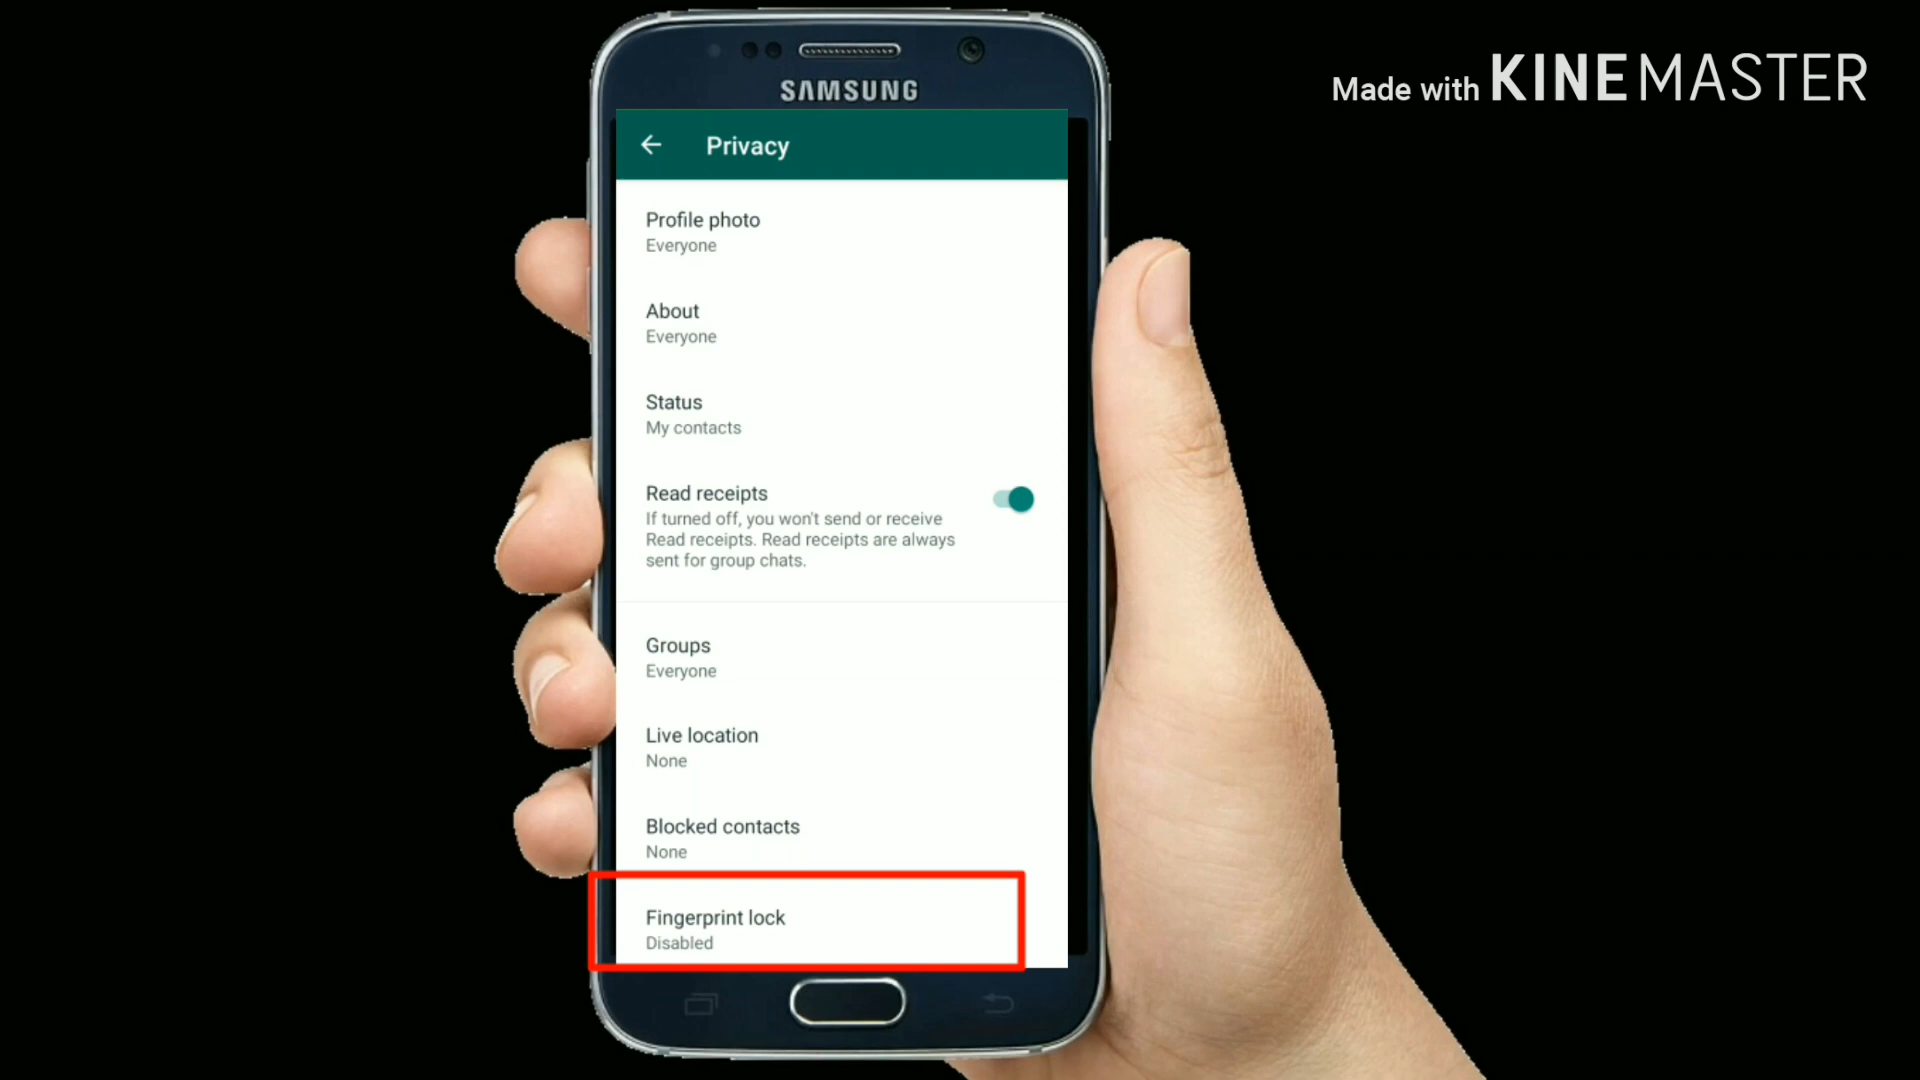 Made with KINEMASTER
SAMSUNG
Privacy
Profile photo
Everyone
About
Everyone
Status
My contacts
Read receipts
If turned off, you won't send or receive
Read receipts. Read receipts are always
sent for group chats.
Groups
Everyone
Live location
None
Blocked contacts
None
Fingerprint lock
Disabled